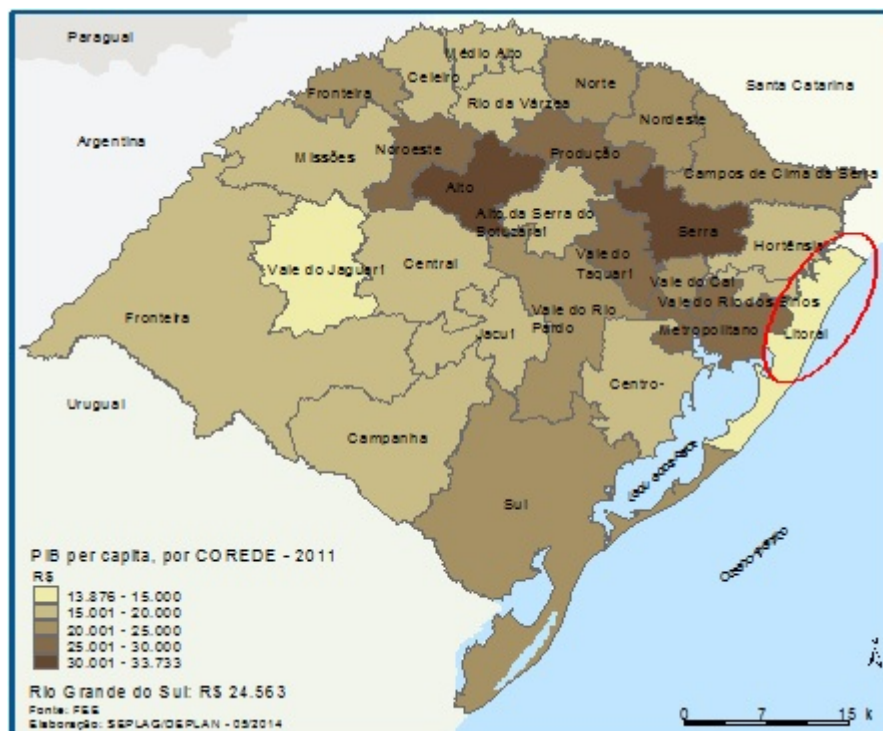 Paraguai
Médio Alto
Celeiro
Santa Catarina
Fronteira
Norte
Rio da Várzea
Nordeste
Argentina
Missões
Noroeste
Produção
Campos de Cima da Serra
Alto
Alto da Serra do
Botuzaraí
Serra
Hortênsia
Vale do Jaguarí
Central
Vale do
Taquarí
Vale do Caí
Vale do Rio dos Sinos
Fronteira
Jacuí
Vale do Rio
Pardo
Metropolitano
Litoral
Uruguai
Centro-
Campanha
Sul
PIB per capita, por COREDE - 2011
R$
13.876 - 15.000
15.001 - 20.000
20.001 - 25.000
25.001 - 30.000
30.001 - 33.733
Rio Grande do Sul: R$ 24.563
Fonte: FEE
Elaboração: SEPLAG/DEPLAN - 05/2014
0 7 15 k